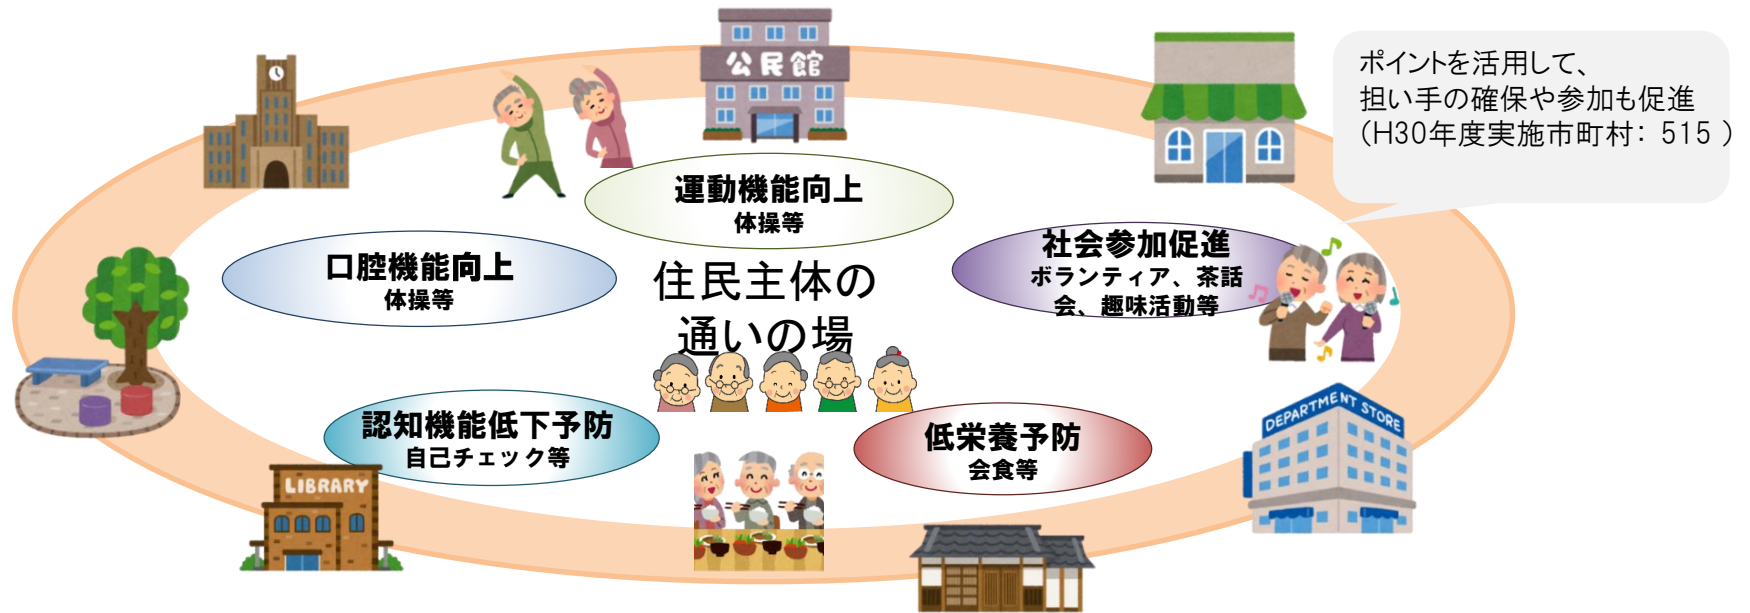 公民館
ポイントを活用して、
担い手の確保や参加も促進
（H30年度実施市町村： 515 ）
運動機能向上
体操等
口腔機能向上
体操等
社会参加促進
ボランティア、茶話
会、趣味活動等
住民主体の
通いの場
認知機能低下予防
自己チェック等
低栄養予防
会食等
DEPARTMENT STORE
LIBRARY